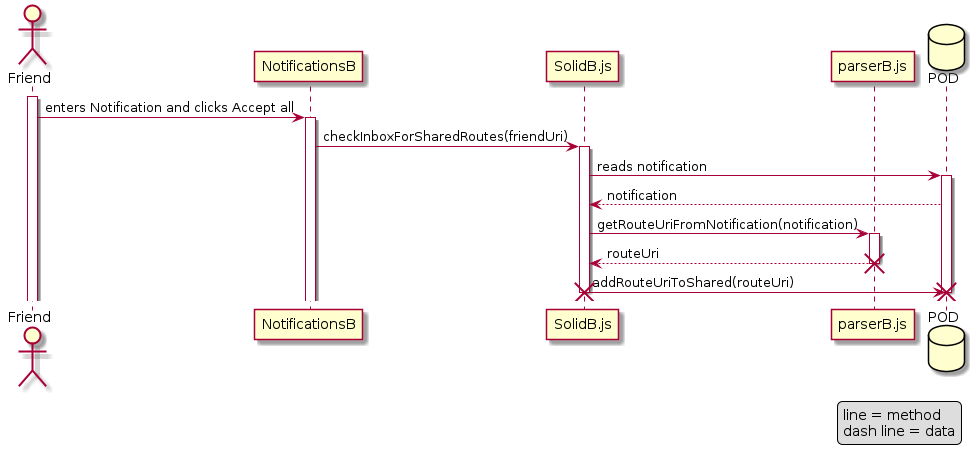 Friend
NotificationsB
SolidB.js
parserB.js
POD
enters Notification and clicks Accept all
checkInboxForSharedRoutes(friendUri)
reads notification
notification
getRouteUriFromNotification(notification)
routeUri
addRouteUriToShared(routeUri)
Friend
NotificationsB
SolidB.js
parserB.js
POD
line = method
dash line = data